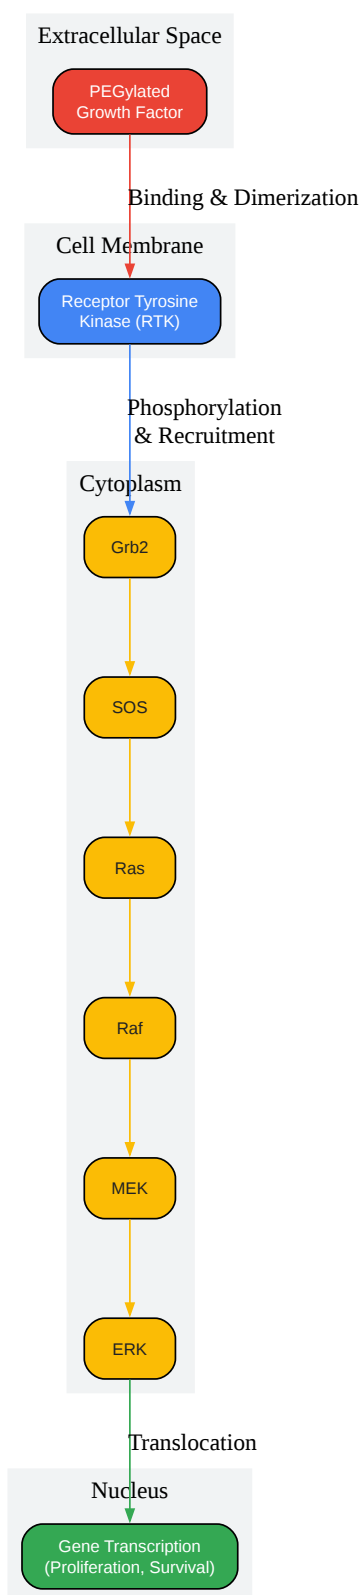 Extracellular Space
PEGylated
Growth Factor
Binding & Dimerization
Cell Membrane
Receptor Tyrosine
Kinase (RTK)
Phosphorylation
& Recruitment
Cytoplasm
Grb2
SOS
Ras
Raf
MEK
ERK
Translocation
Nucleus
Gene Transcription
(Proliferation, Survival)